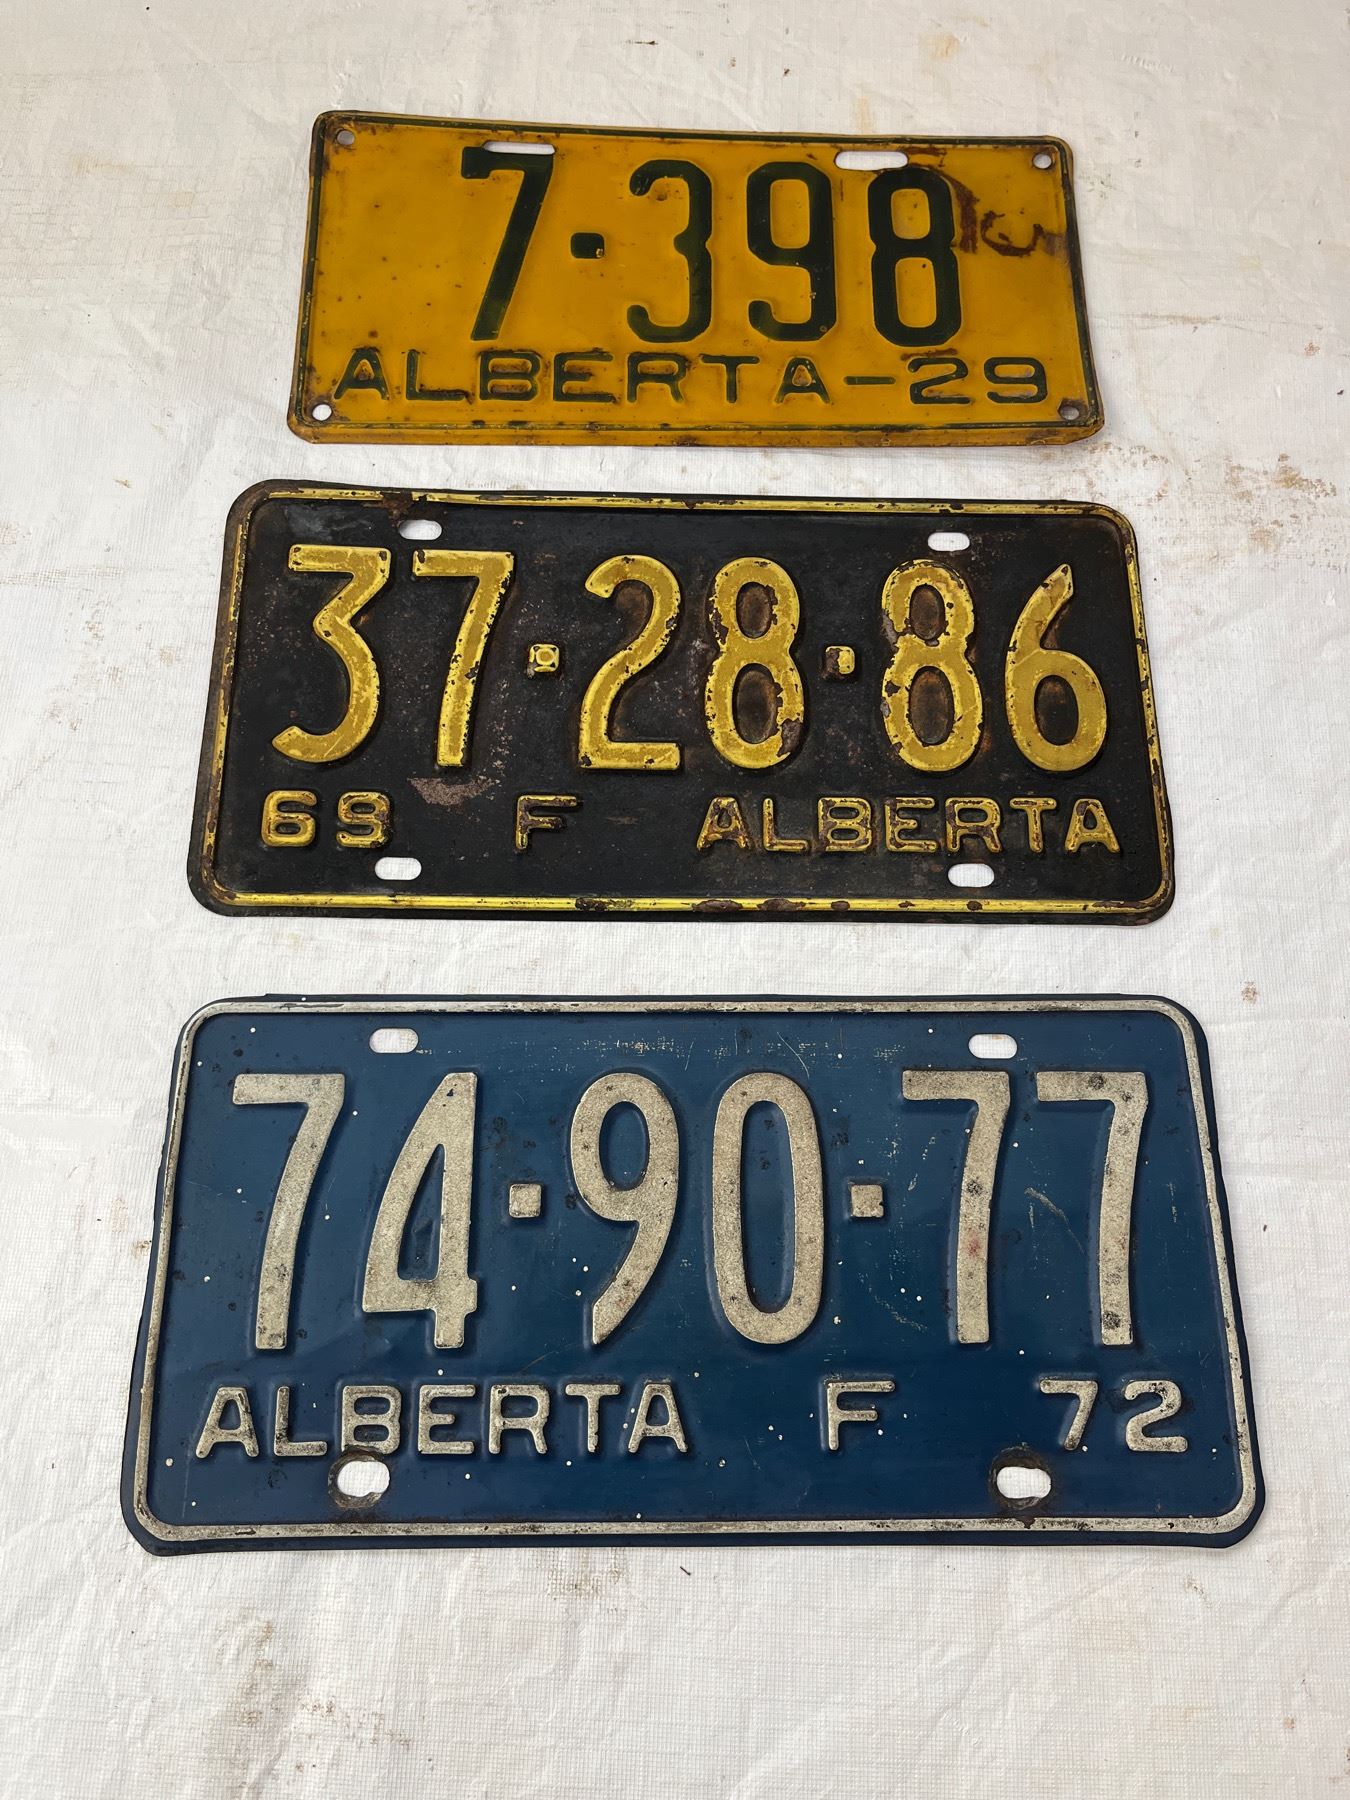 7·398
ALBERTA-29
37·28·86
69 F ALBERTA
74·90·77
ALBERTA F 72